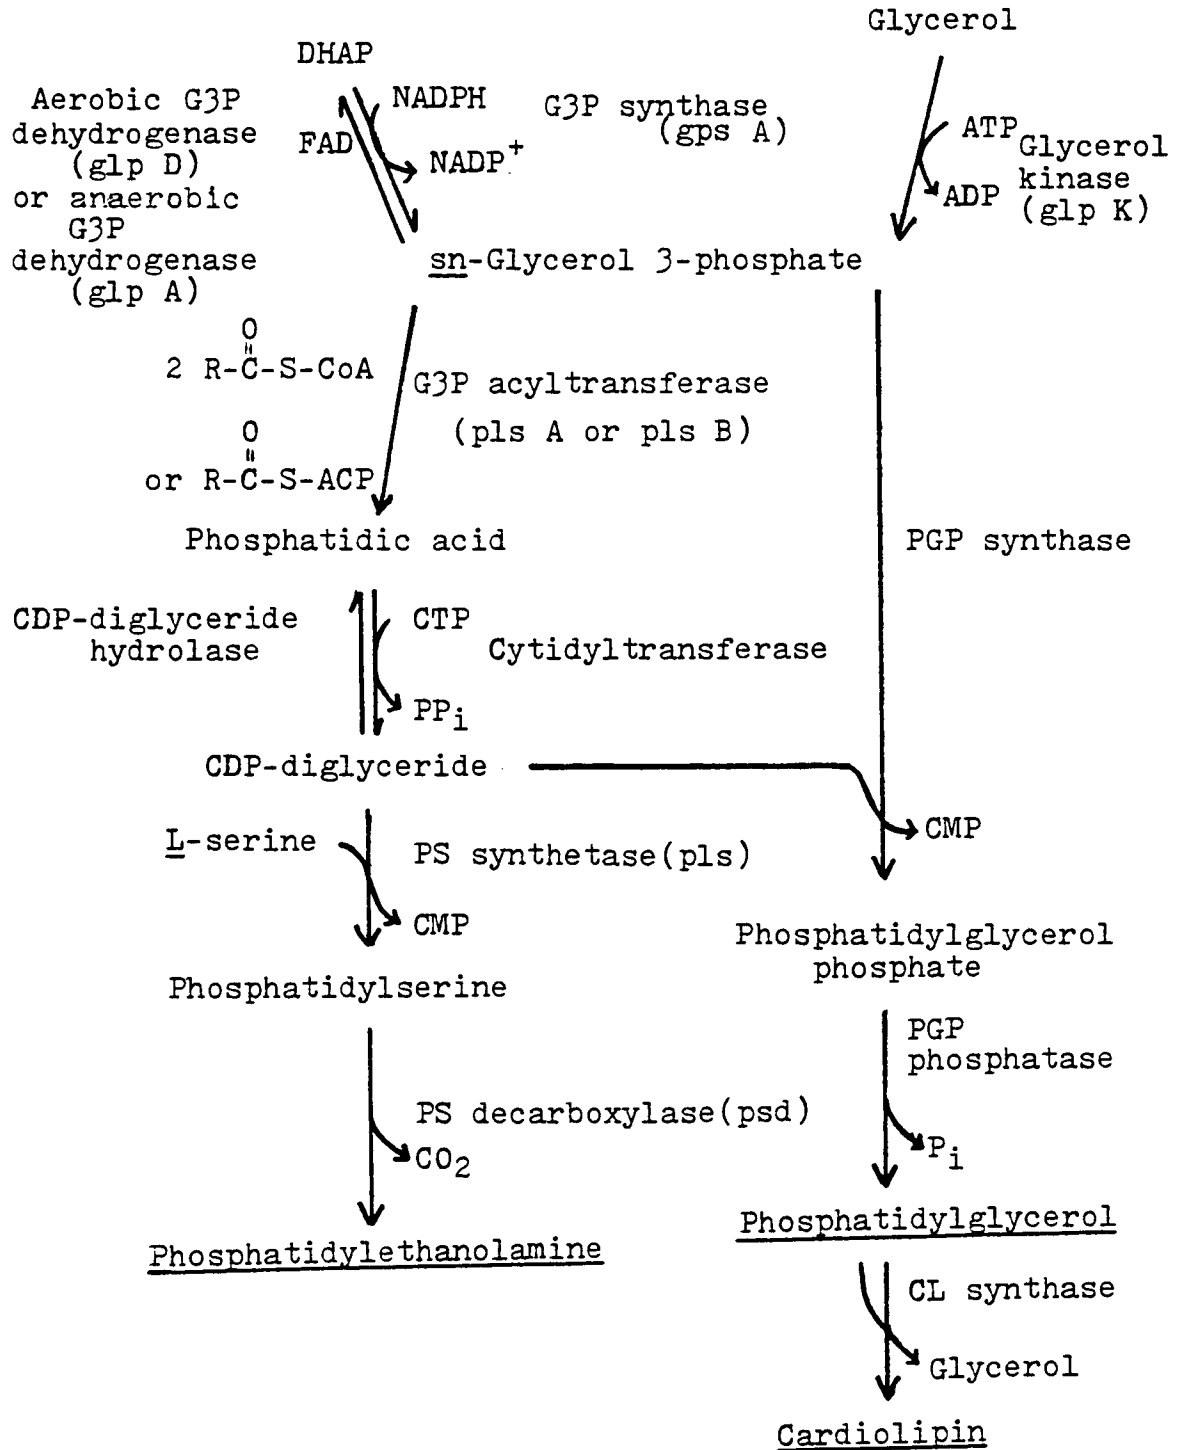 Glycerol
DHAP
Aerobic G3P
dehydrogenase
(glp D)
or anaerobic
G3P
dehydrogenase
(glp A)
NADPH
FAD
NADP+
G3P synthase
(gps A)
ATP
ADP
Glycerol
kinase
(glp K)
sn-Glycerol 3-phosphate
O
"
2 R-C-S-CoA
G3P acyltransferase
(pls A or pls B)
O
"
or R-C-S-ACP
Phosphatidic acid
PGP synthase
CDP-diglyceride
hydrolase
CTP
Cytidyltransferase
PPi
CDP-diglyceride
CMP
L-serine
PS synthetase(pls)
CMP
Phosphatidylserine
Phosphatidylglycerol
phosphate
PGP
phosphatase
PS decarboxylase(psd)
CO2
Pi
Phosphatidylethanolamine
Phosphatidylglycerol
CL synthase
Glycerol
Cardiolipin